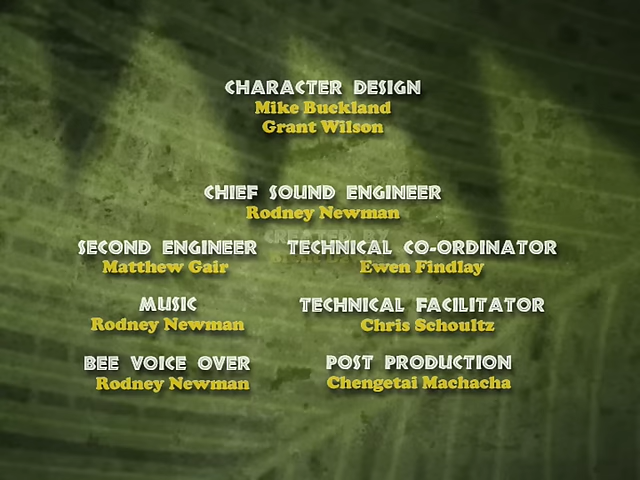 CHARACTER DESIGN
Mike Buckland
Grant Wilson
CHIEF SOUND ENGINEER
Rodney Newman
SECOND ENGINEER
Matthew Gair
TECHNICAL CO-ORDINATOR
Ewen Findlay
MUSIC
Rodney Newman
TECHNICAL FACILITATOR
Chris Schoultz
BEE VOICE OVER
Rodney Newman
POST PRODUCTION
Chengetai Machacha